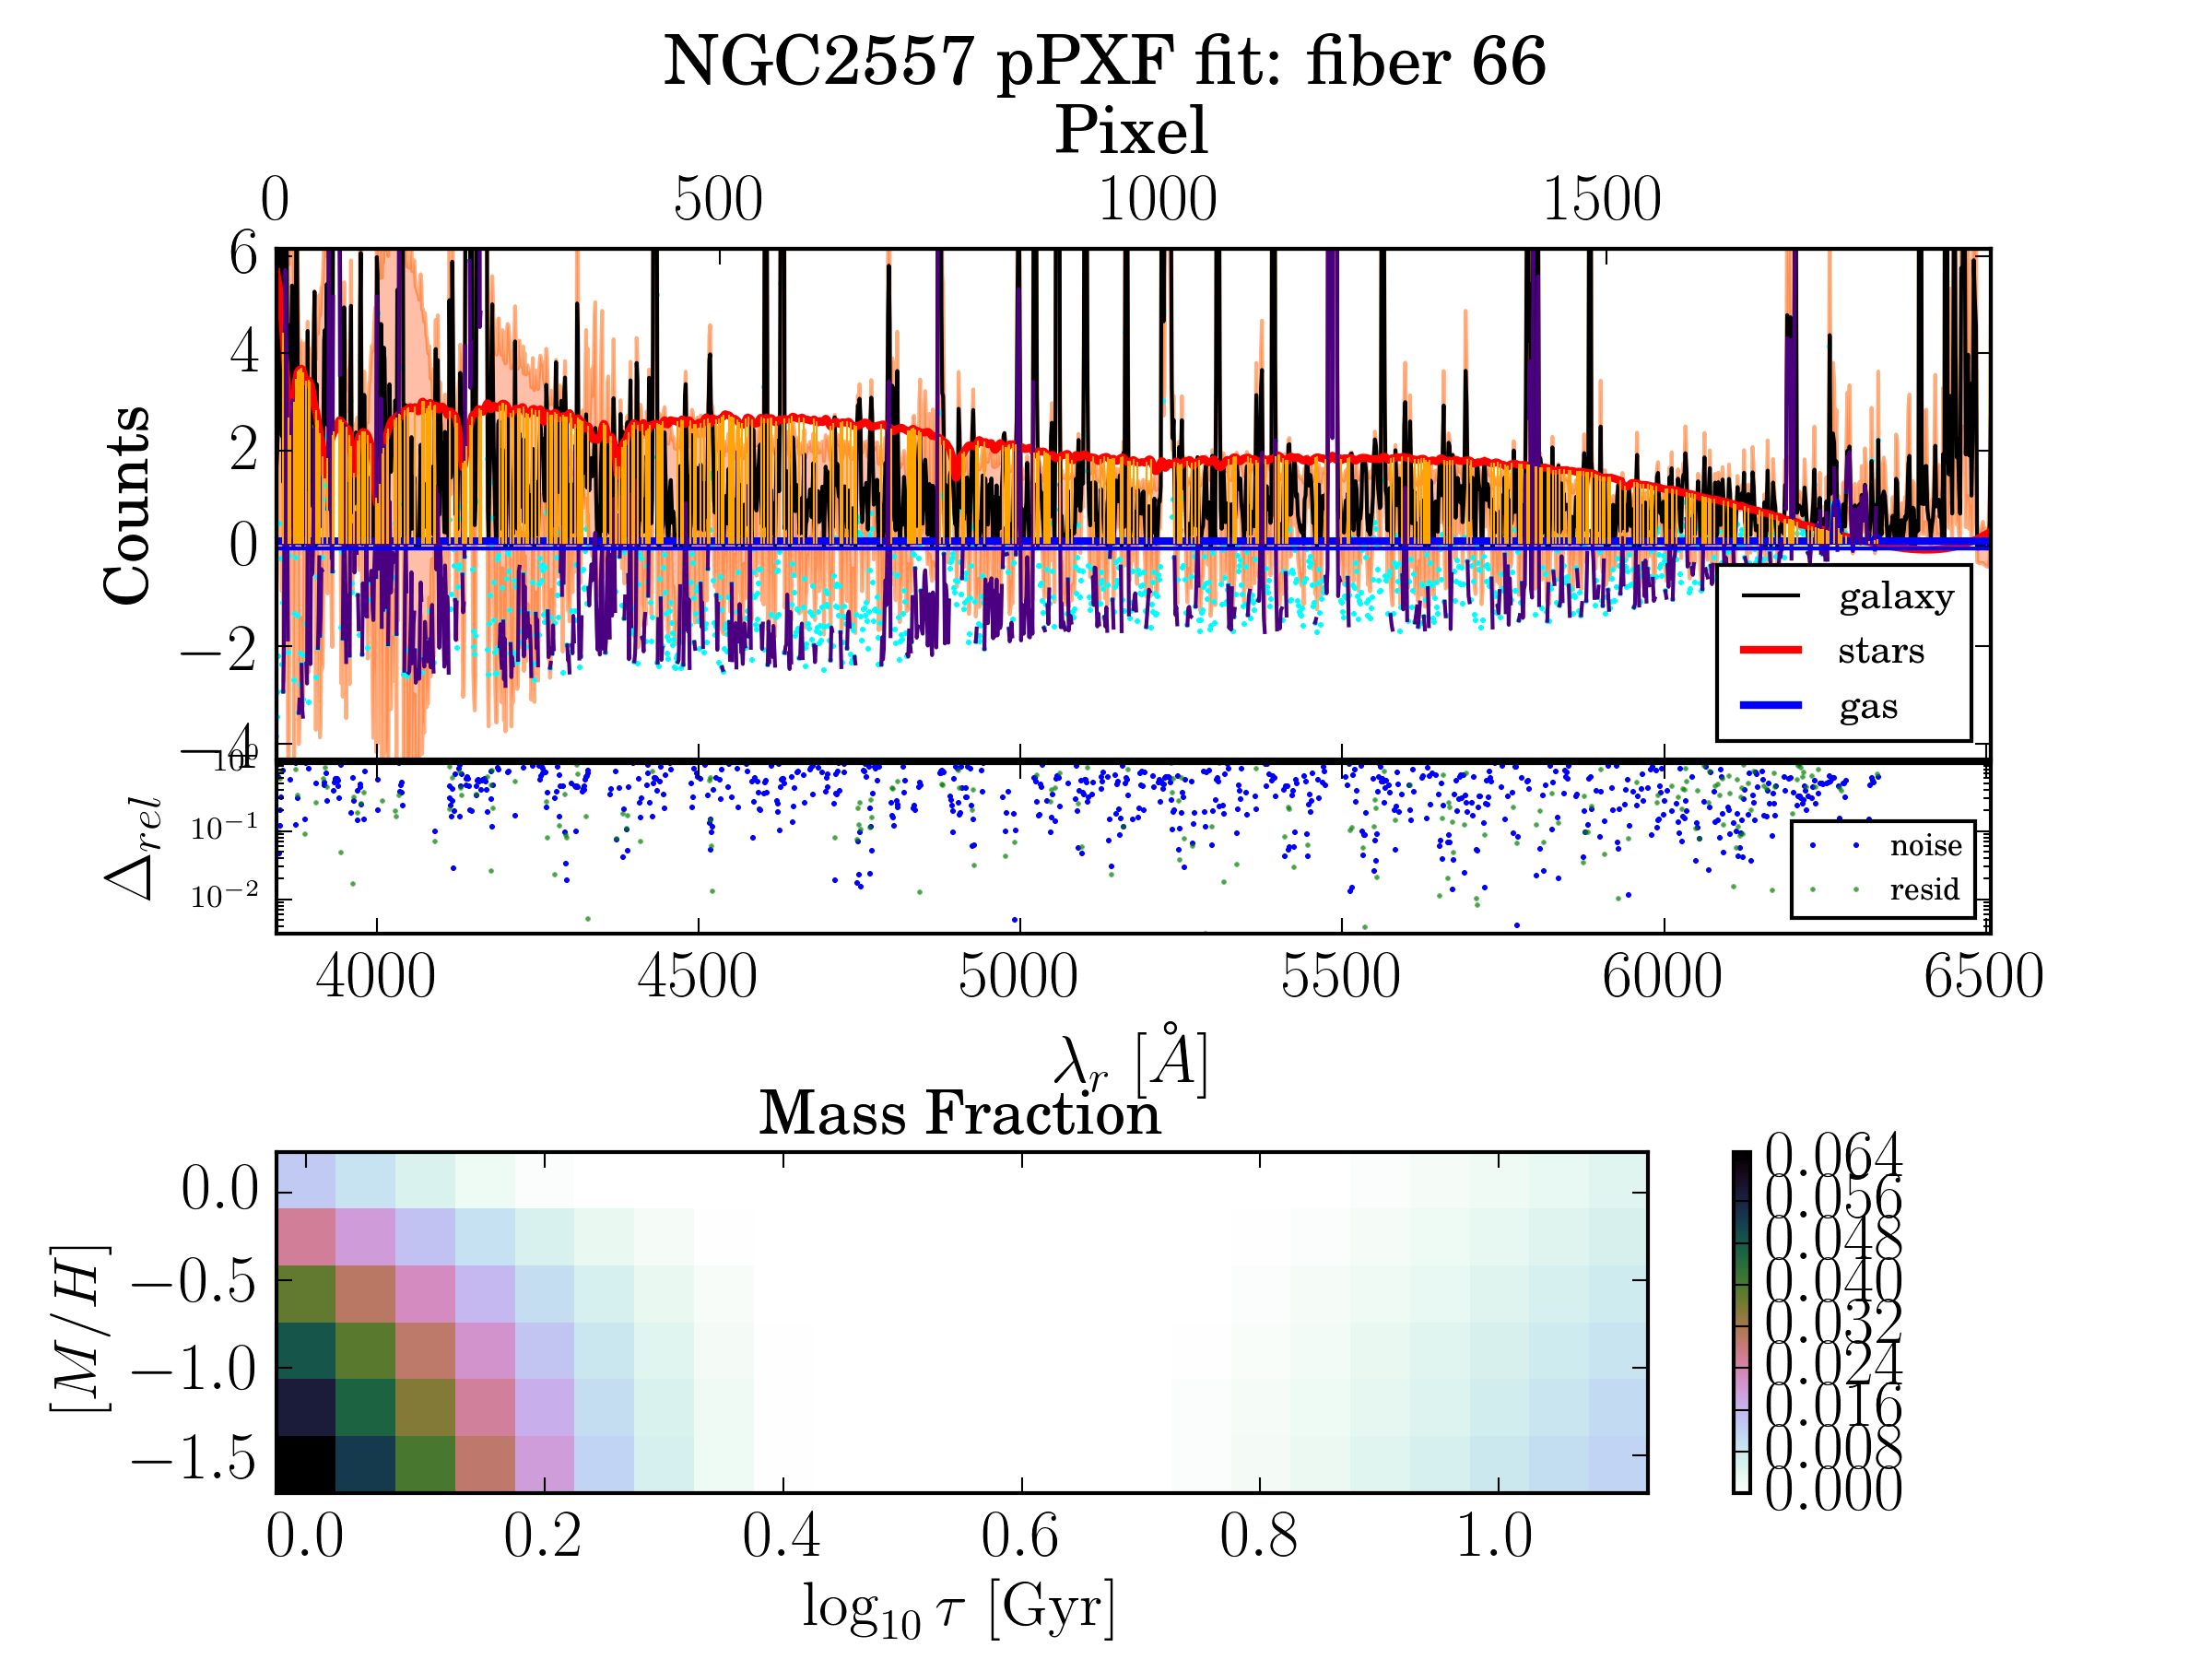 NGC2557 pPXF fit: fiber 66
Pixel
0 500 1000 1500
6
4
2
0
−2
−4
Counts
galaxy
stars
gas
10⁰
10⁻¹
10⁻²
Δrel
noise
resid
4000 4500 5000 5500 6000 6500
λr [Å]
Mass Fraction
0.0
−0.5
−1.0
−1.5
[M/H]
0.0 0.2 0.4 0.6 0.8 1.0
log₁₀ τ [Gyr]
0.064
0.056
0.048
0.040
0.032
0.024
0.016
0.008
0.000